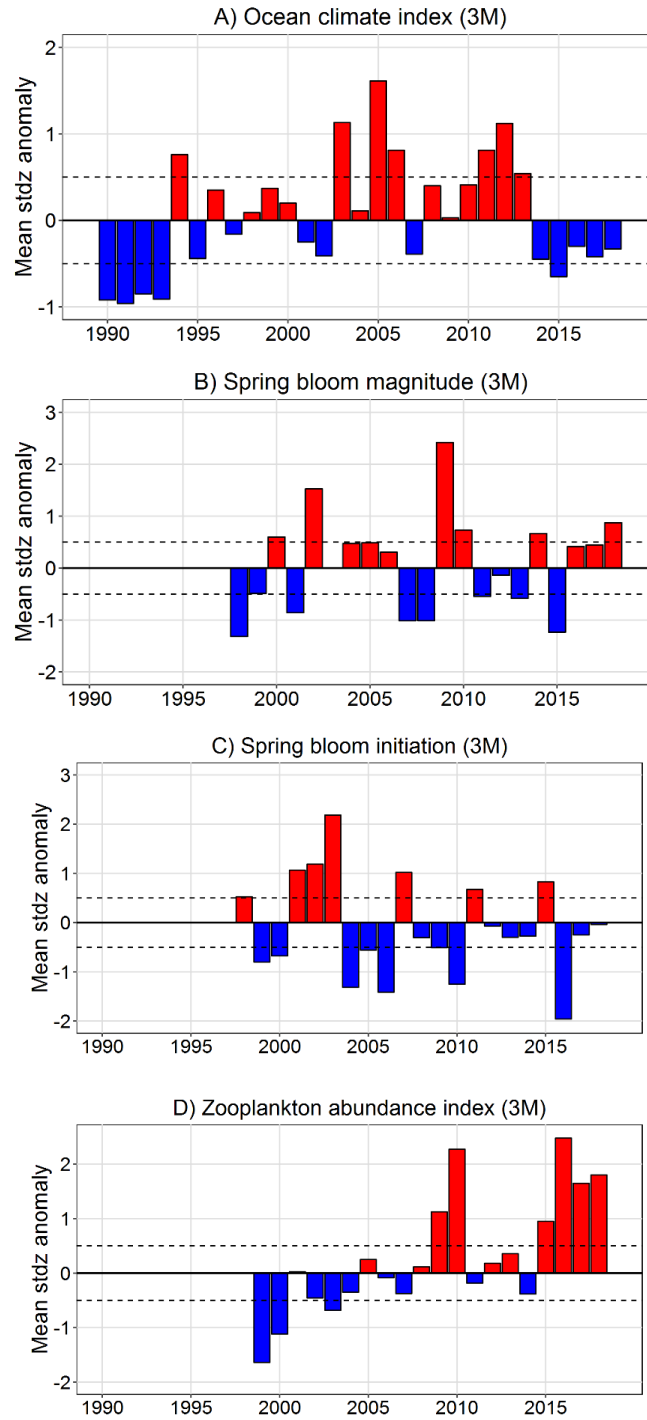 A) Ocean climate index (3M)
Mean stdz anomaly
2
1
0
-1
1990 1995 2000 2005 2010 2015
B) Spring bloom magnitude (3M)
Mean stdz anomaly
3
2
1
0
-1
-2
1990 1995 2000 2005 2010 2015
C) Spring bloom initiation (3M)
Mean stdz anomaly
3
2
1
0
-1
-2
1990 1995 2000 2005 2010 2015
D) Zooplankton abundance index (3M)
Mean stdz anomaly
2
1
0
-1
-2
1990 1995 2000 2005 2010 2015